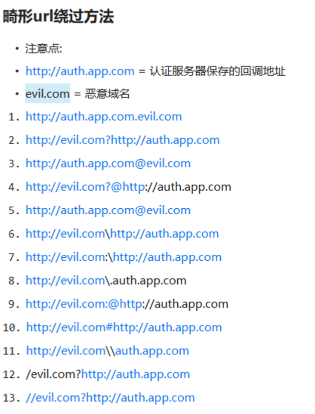 畸形url绕过方法
• 注意点:
• http://auth.app.com = 认证服务器保存的回调地址
• evil.com = 恶意域名
1. http://auth.app.com.evil.com
2. http://evil.com?http://auth.app.com
3. http://auth.app.com@evil.com
4. http://evil.com?@http://auth.app.com
5. http://auth.app.com@evil.com
6. http://evil.com\http://auth.app.com
7. http://evil.com:\http://auth.app.com
8. http://evil.com\.auth.app.com
9. http://evil.com:@http://auth.app.com
10. http://evil.com#http://auth.app.com
11. http://evil.com\\auth.app.com
12. /evil.com?http://auth.app.com
13. //evil.com?http://auth.app.com